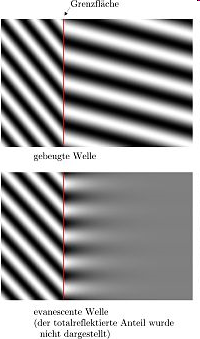 Grenzfläche
gebeugte Welle
evanescente Welle
(der totalreflektierte Anteil wurde
nicht dargestellt)